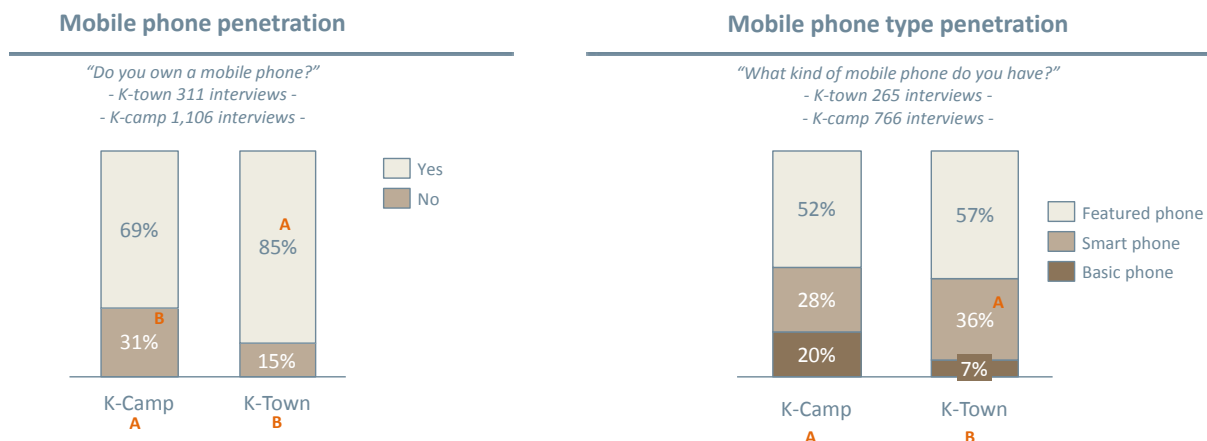 Mobile phone penetration
“Do you own a mobile phone?”
- K-town 311 interviews -
- K-camp 1,106 interviews -
Yes
No
69%
A
85%
B
31%
15%
K-Camp
K-Town
A
B
Mobile phone type penetration
“What kind of mobile phone do you have?”
- K-town 265 interviews -
- K-camp 766 interviews -
52%
57%
Featured phone
Smart phone
Basic phone
28%
A
36%
20%
7%
K-Camp
K-Town
A
B